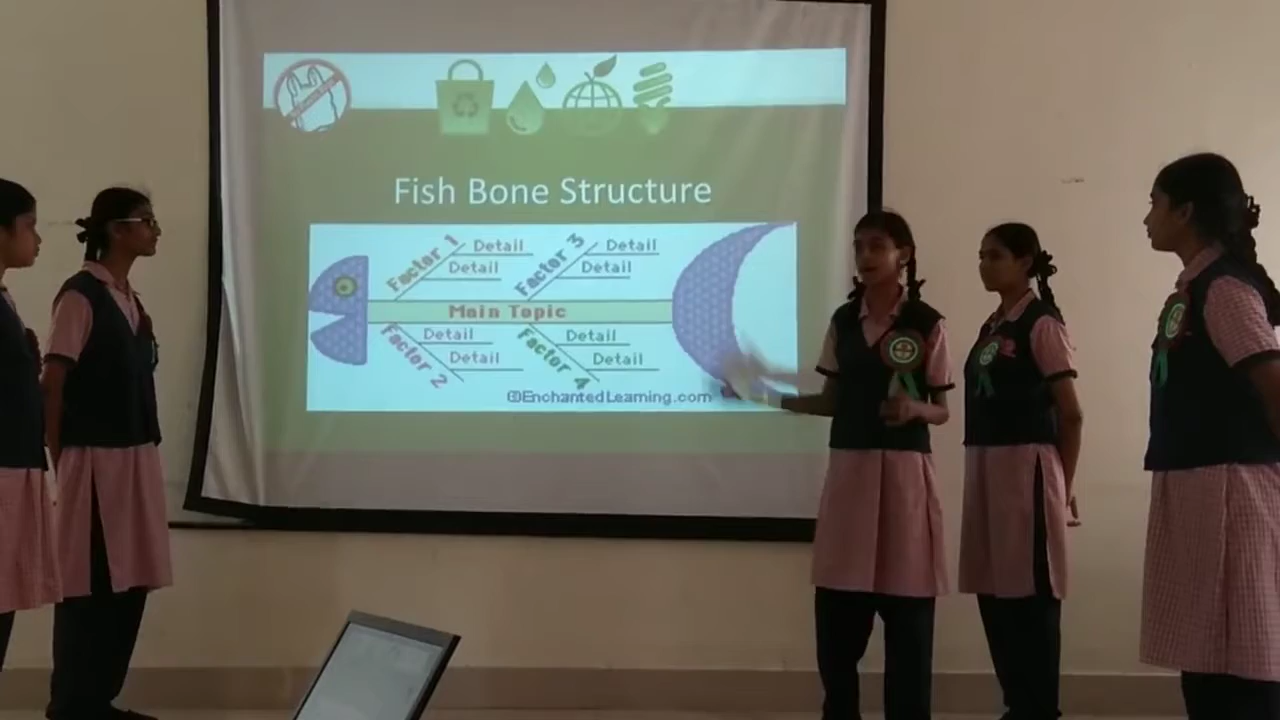 Fish Bone Structure
Factor 1
Detail
Detail
Factor 3
Detail
Detail
Main Topic
Factor 2
Detail
Detail
Factor 4
Detail
Detail
©EnchantedLearning.com